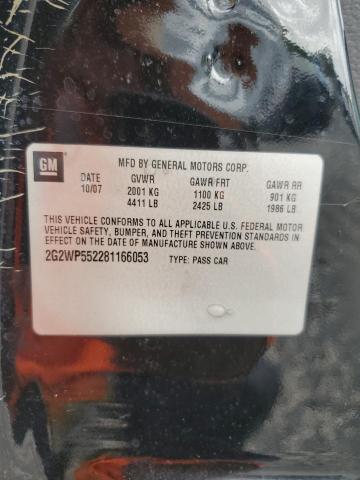 GM
MFD BY GENERAL MOTORS CORP.
DATE GVWR GAWR FRT GAWR RR
10/07 2001 KG 1100 KG 901 KG
4411 LB 2425 LB 1986 LB
THIS VEHICLE CONFORMS TO ALL APPLICABLE U.S. FEDERAL MOTOR
VEHICLE SAFETY, BUMPER, AND THEFT PREVENTION STANDARDS IN
EFFECT ON THE DATE OF MANUFACTURE SHOWN ABOVE.
2G2WP552281166053 TYPE: PASS CAR